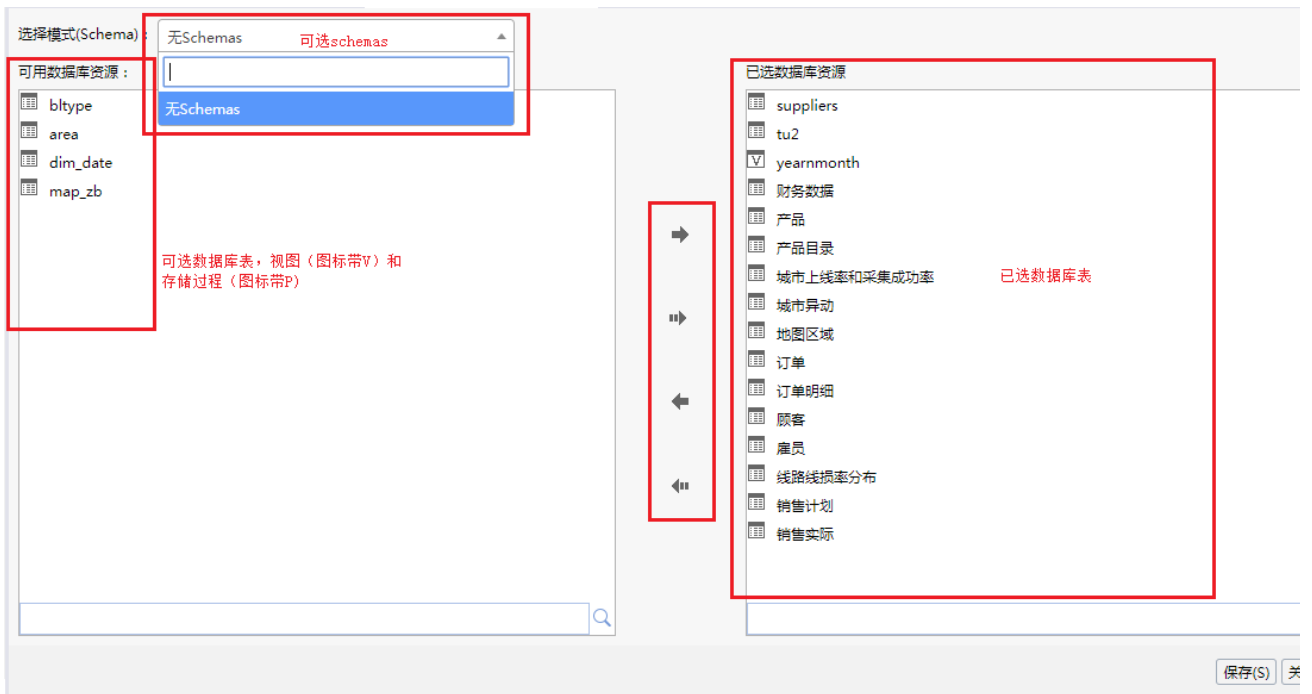 选择模式(Schema)：
无Schemas
可选schemas
无Schemas
可用数据库资源：
bltype
area
dim_date
map_zb
可选数据库表，视图（图标带V）和
存储过程（图标带P）
已选数据库资源
suppliers
tu2
V yearnmonth
财务数据
产品
产品目录
城市上线率和采集成功率
已选数据库表
城市异动
地图区域
订单
订单明细
顾客
雇员
线路线损率分布
销售计划
销售实际
保存(S)